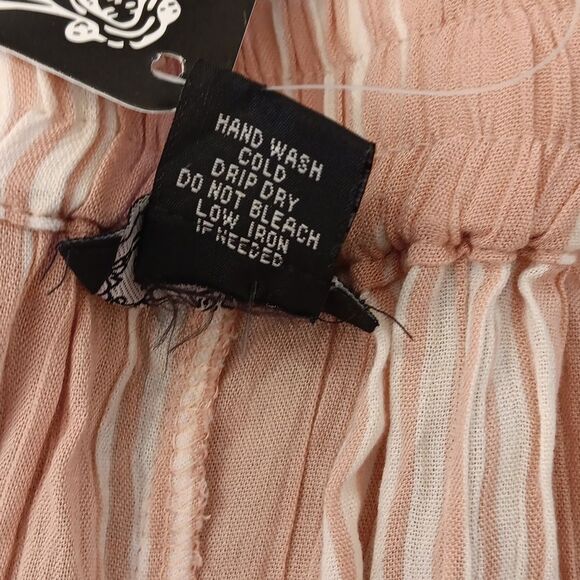 HAND WASH
COLD
DRIP DRY
DO NOT BLEACH
LOW IRON
IF NEEDED